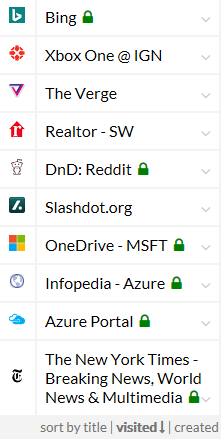 Bing
Xbox One @ IGN
The Verge
Realtor - SW
DnD: Reddit
Slashdot.org
OneDrive - MSFT
Infopedia - Azure
Azure Portal
The New York Times -
Breaking News, World
News & Multimedia
sort by title | visited | created